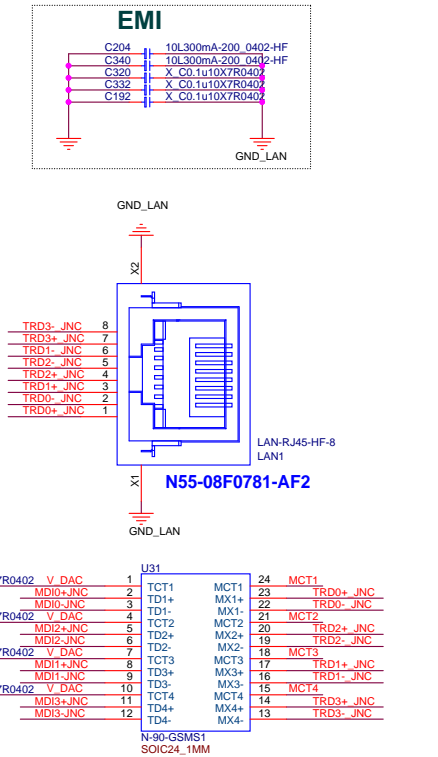 EMI
C204 10L300mA-200_0402-HF
C340 10L300mA-200_0402-HF
C320 X_C0.1u10X7R0402
C332 X_C0.1u10X7R0402
C192 X_C0.1u10X7R0402
GND_LAN
GND_LAN
X2
TRD3-_JNC 8
TRD3+_JNC 7
TRD1-_JNC 6
TRD2-_JNC 5
TRD2+_JNC 4
TRD1+_JNC 3
TRD0-_JNC 2
TRD0+_JNC 1
LAN-RJ45-HF-8
LAN1
X1
N55-08F0781-AF2
GND_LAN
U31
7R0402 V_DAC 1 TCT1 MCT1 24 MCT1
MDI0+JNC 2 TD1+ MX1+ 23 TRD0+_JNC
MDI0-JNC 3 TD1- MX1- 22 TRD0-_JNC
7R0402 V_DAC 4 TCT2 MCT2 21 MCT2
MDI2+JNC 5 TD2+ MX2+ 20 TRD2+_JNC
MDI2-JNC 6 TD2- MX2- 19 TRD2-_JNC
7R0402 V_DAC 7 TCT3 MCT3 18 MCT3
MDI1+JNC 8 TD3+ MX3+ 17 TRD1+_JNC
MDI1-JNC 9 TD3- MX3- 16 TRD1-_JNC
7R0402 V_DAC 10 TCT4 MCT4 15 MCT4
MDI3+JNC 11 TD4+ MX4+ 14 TRD3+_JNC
MDI3-JNC 12 TD4- MX4- 13 TRD3-_JNC
N-90-GSMS1
SOIC24_1MM